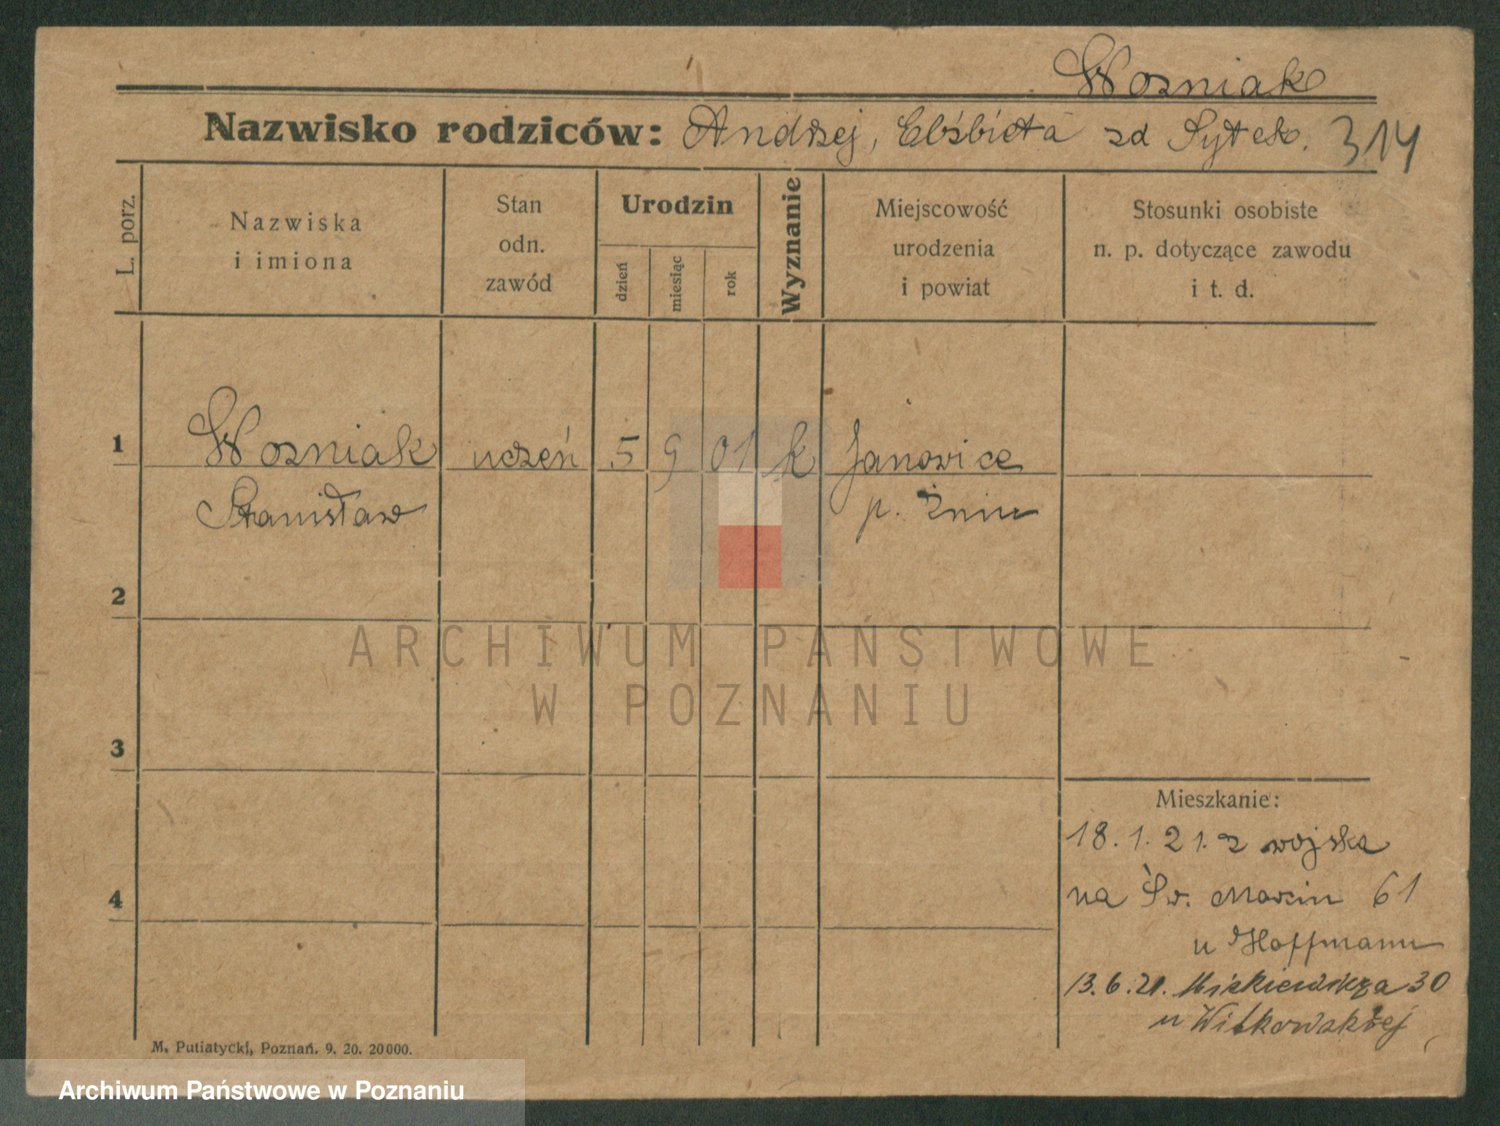 Wozniak
Nazwisko rodziców: Andrzej, Elżbieta zd Sytek. 314
L. porz.
Nazwiska
i imiona
Stan
odn.
zawód
Urodzin
dzień
miesiąc
rok
Wyznanie
Miejscowość
urodzenia
i powiat
Stosunki osobiste
n. p. dotyczące zawodu
i t. d.
1 Wozniak uczeń 5 9 01 k Janowice
Stanisław p. Żnin
2
ARCHIWUM PAŃSTWOWE
W POZNANIU
3
Mieszkanie:
18.1.21. z wojska
4
na Św. Marcin 61
u Hoffmann
13.6.21. Mickiewicza 30
u Witkowskiej
M. Putiatycki, Poznań. 9. 20. 20000.
Archiwum Państwowe w Poznaniu